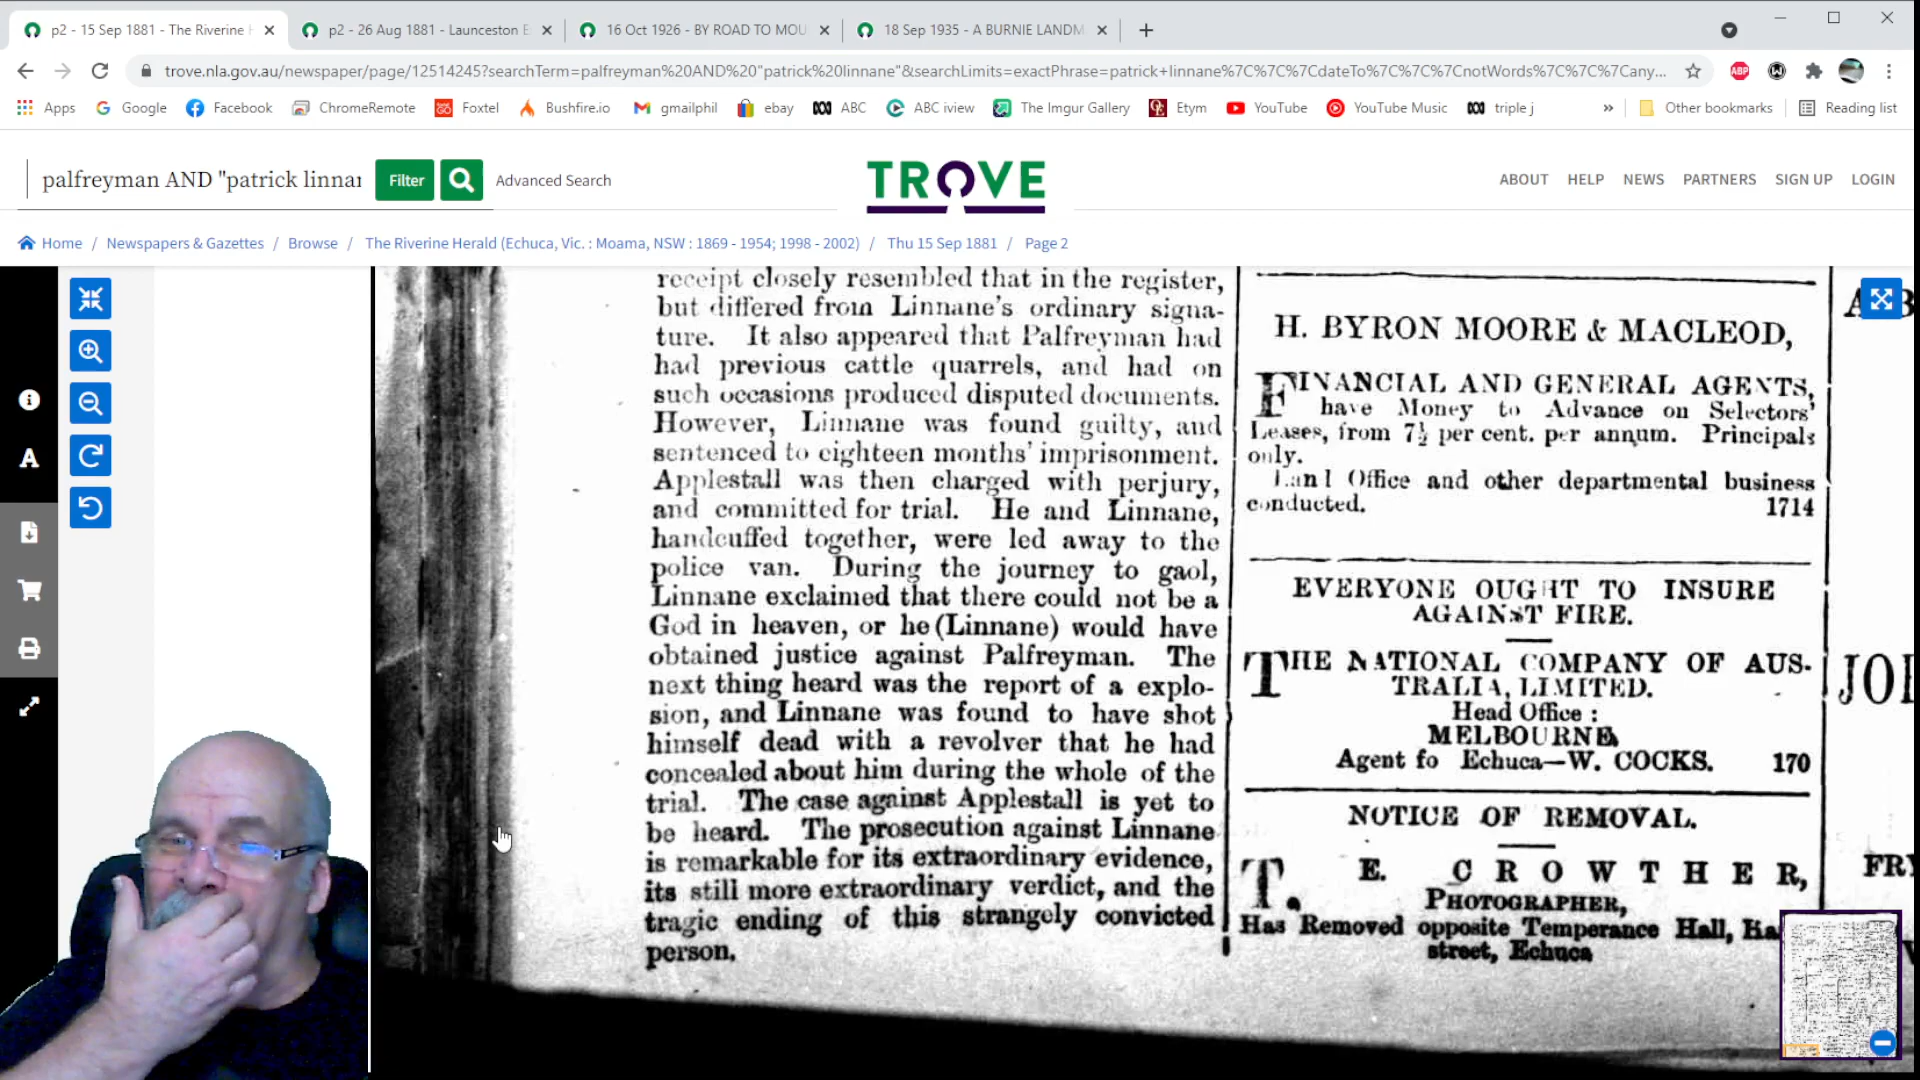 p2 - 15 Sep 1881 - The Riverine H
p2 - 26 Aug 1881 - Launceston E
16 Oct 1926 - BY ROAD TO MOU
18 Sep 1935 - A BURNIE LANDM
trove.nla.gov.au/newspaper/page/12514245?searchTerm=palfreyman%20AND%20"patrick%20linnane"&searchLimits=exactPhrase=patrick+linnane%7C%7C%7CdateTo%7C%7C%7CnotWords%7C%7C%7Cany...
ABP
Apps
Google
Facebook
ChromeRemote
Foxtel
Bushfire.io
gmailphil
ebay
ABC
ABC iview
The Imgur Gallery
Etym
YouTube
YouTube Music
triple j
»
Other bookmarks
Reading list
palfreyman AND "patrick linnan
Filter
Advanced Search
TROVE
ABOUT
HELP
NEWS
PARTNERS
SIGN UP
LOGIN
Home / Newspapers & Gazettes / Browse / The Riverine Herald (Echuca, Vic. : Moama, NSW : 1869 - 1954; 1998 - 2002) / Thu 15 Sep 1881 / Page 2
receipt closely resembled that in the register,
but differed from Linnane's ordinary signa-
ture. It also appeared that Palfreyman had
had previous cattle quarrels, and had on
such occasions produced disputed documents.
However, Linnane was found guilty, and
sentenced to eighteen months' imprisonment.
Applestall was then charged with perjury,
and committed for trial. He and Linnane,
handcuffed together, were led away to the
police van. During the journey to gaol,
Linnane exclaimed that there could not be a
God in heaven, or he (Linnane) would have
obtained justice against Palfreyman. The
next thing heard was the report of a explo-
sion, and Linnane was found to have shot
himself dead with a revolver that he had
concealed about him during the whole of the
trial. The case against Applestall is yet to
be heard. The prosecution against Linnane
is remarkable for its extraordinary evidence,
its still more extraordinary verdict, and the
tragic ending of this strangely convicted
person.
H. BYRON MOORE & MACLEOD,
FINANCIAL AND GENERAL AGENTS,
have Money to Advance on Selectors'
Leases, from 7½ per cent. per annum. Principals
only.
Land Office and other departmental business
conducted. 1714
EVERYONE OUGHT TO INSURE
AGAINST FIRE.
THE NATIONAL COMPANY OF AUS-
TRALIA, LIMITED.
Head Office :
MELBOURNE
Agent fo Echuca—W. COCKS. 170
NOTICE OF REMOVAL.
T. E. CROWTHER,
PHOTOGRAPHER,
Has Removed opposite Temperance Hall, Ha
street, Echuca
JO
FRY